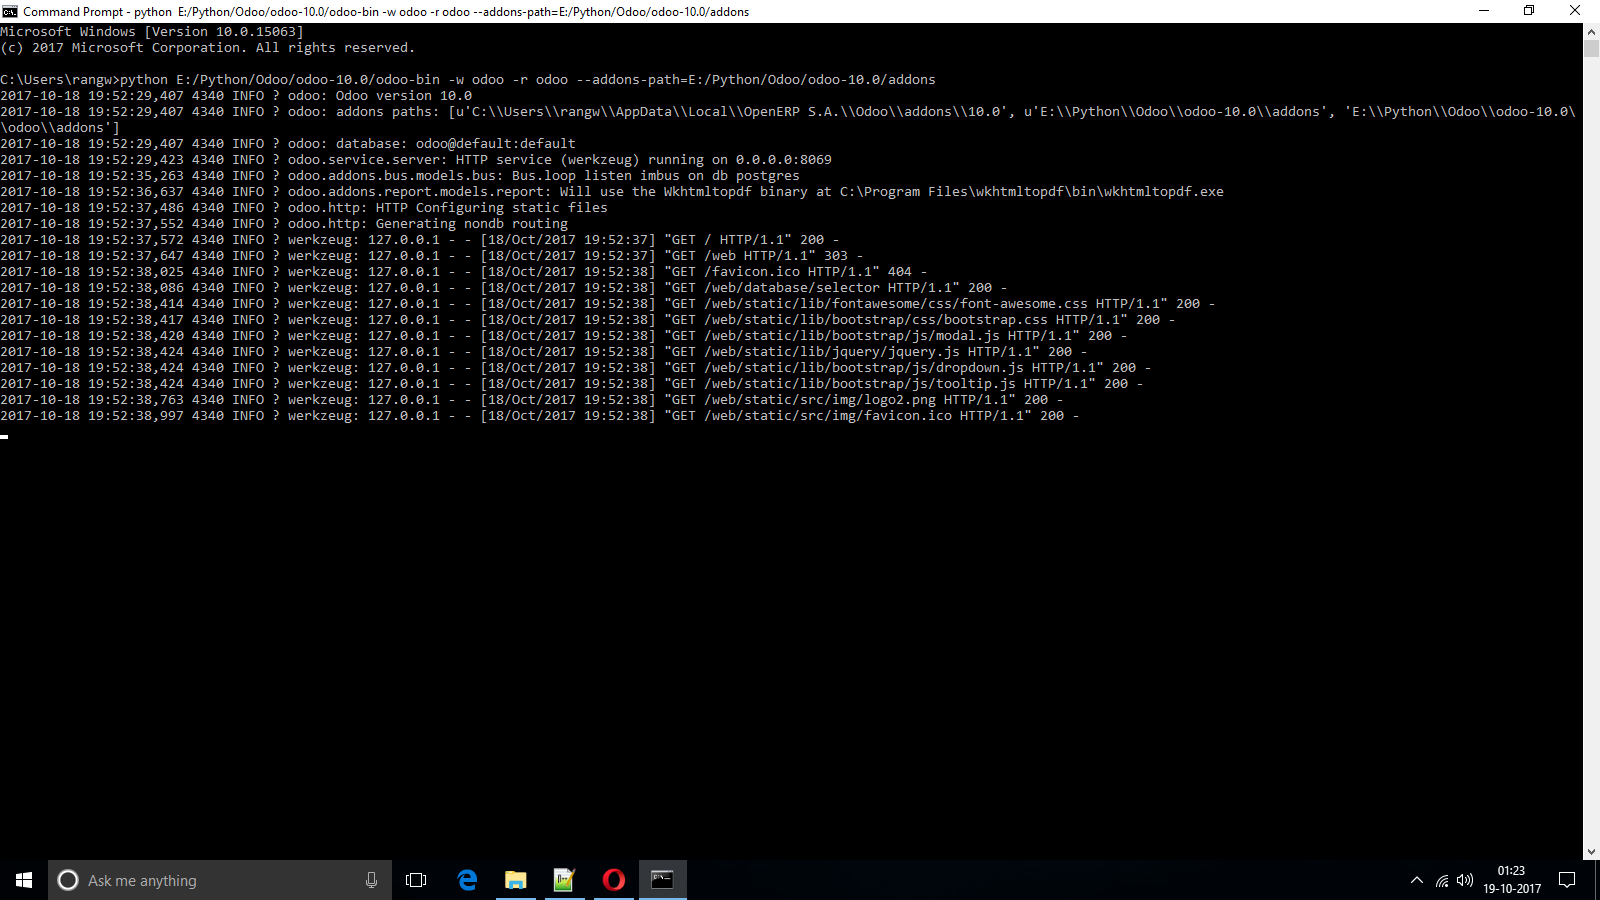 Command Prompt - python  E:/Python/Odoo/odoo-10.0/odoo-bin -w odoo -r odoo --addons-path=E:/Python/Odoo/odoo-10.0/addons
Microsoft Windows [Version 10.0.15063]
(c) 2017 Microsoft Corporation. All rights reserved.
C:\Users\rangw>python E:/Python/Odoo/odoo-10.0/odoo-bin -w odoo -r odoo --addons-path=E:/Python/Odoo/odoo-10.0/addons
2017-10-18 19:52:29,407 4340 INFO ? odoo: Odoo version 10.0
2017-10-18 19:52:29,407 4340 INFO ? odoo: addons paths: [u'C:\\Users\\rangw\\AppData\\Local\\OpenERP S.A.\\Odoo\\addons\\10.0', u'E:\\Python\\Odoo\\odoo-10.0\\addons', 'E:\\Python\\Odoo\\odoo-10.0\
\odoo\\addons']
2017-10-18 19:52:29,407 4340 INFO ? odoo: database: odoo@default:default
2017-10-18 19:52:29,423 4340 INFO ? odoo.service.server: HTTP service (werkzeug) running on 0.0.0.0:8069
2017-10-18 19:52:35,263 4340 INFO ? odoo.addons.bus.models.bus: Bus.loop listen imbus on db postgres
2017-10-18 19:52:36,637 4340 INFO ? odoo.addons.report.models.report: Will use the Wkhtmltopdf binary at C:\Program Files\wkhtmltopdf\bin\wkhtmltopdf.exe
2017-10-18 19:52:37,486 4340 INFO ? odoo.http: HTTP Configuring static files
2017-10-18 19:52:37,552 4340 INFO ? odoo.http: Generating nondb routing
2017-10-18 19:52:37,572 4340 INFO ? werkzeug: 127.0.0.1 - - [18/Oct/2017 19:52:37] "GET / HTTP/1.1" 200 -
2017-10-18 19:52:37,647 4340 INFO ? werkzeug: 127.0.0.1 - - [18/Oct/2017 19:52:37] "GET /web HTTP/1.1" 303 -
2017-10-18 19:52:38,025 4340 INFO ? werkzeug: 127.0.0.1 - - [18/Oct/2017 19:52:38] "GET /favicon.ico HTTP/1.1" 404 -
2017-10-18 19:52:38,086 4340 INFO ? werkzeug: 127.0.0.1 - - [18/Oct/2017 19:52:38] "GET /web/database/selector HTTP/1.1" 200 -
2017-10-18 19:52:38,414 4340 INFO ? werkzeug: 127.0.0.1 - - [18/Oct/2017 19:52:38] "GET /web/static/lib/fontawesome/css/font-awesome.css HTTP/1.1" 200 -
2017-10-18 19:52:38,417 4340 INFO ? werkzeug: 127.0.0.1 - - [18/Oct/2017 19:52:38] "GET /web/static/lib/bootstrap/css/bootstrap.css HTTP/1.1" 200 -
2017-10-18 19:52:38,420 4340 INFO ? werkzeug: 127.0.0.1 - - [18/Oct/2017 19:52:38] "GET /web/static/lib/bootstrap/js/modal.js HTTP/1.1" 200 -
2017-10-18 19:52:38,424 4340 INFO ? werkzeug: 127.0.0.1 - - [18/Oct/2017 19:52:38] "GET /web/static/lib/jquery/jquery.js HTTP/1.1" 200 -
2017-10-18 19:52:38,424 4340 INFO ? werkzeug: 127.0.0.1 - - [18/Oct/2017 19:52:38] "GET /web/static/lib/bootstrap/js/dropdown.js HTTP/1.1" 200 -
2017-10-18 19:52:38,424 4340 INFO ? werkzeug: 127.0.0.1 - - [18/Oct/2017 19:52:38] "GET /web/static/lib/bootstrap/js/tooltip.js HTTP/1.1" 200 -
2017-10-18 19:52:38,763 4340 INFO ? werkzeug: 127.0.0.1 - - [18/Oct/2017 19:52:38] "GET /web/static/src/img/logo2.png HTTP/1.1" 200 -
2017-10-18 19:52:38,997 4340 INFO ? werkzeug: 127.0.0.1 - - [18/Oct/2017 19:52:38] "GET /web/static/src/img/favicon.ico HTTP/1.1" 200 -
Ask me anything
01:23
19-10-2017